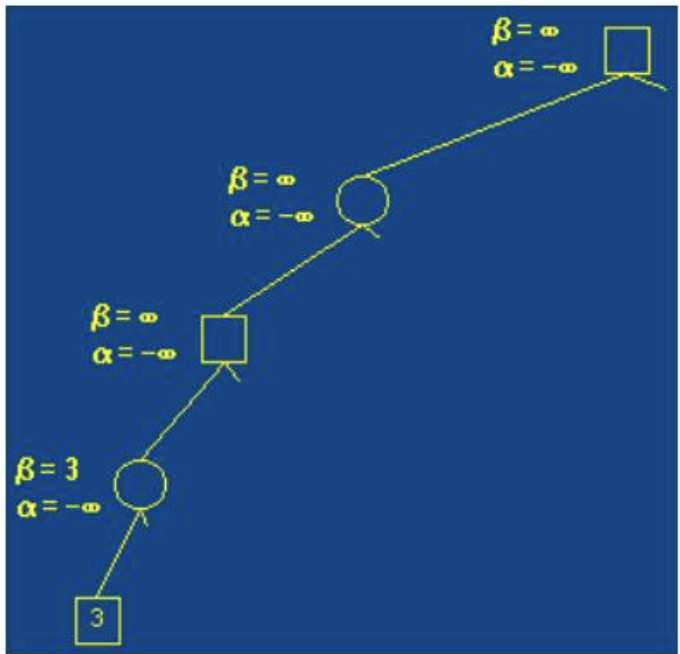 β = ∞
α = -∞
β = ∞
α = -∞
β = ∞
α = -∞
β = 3
α = -∞
3